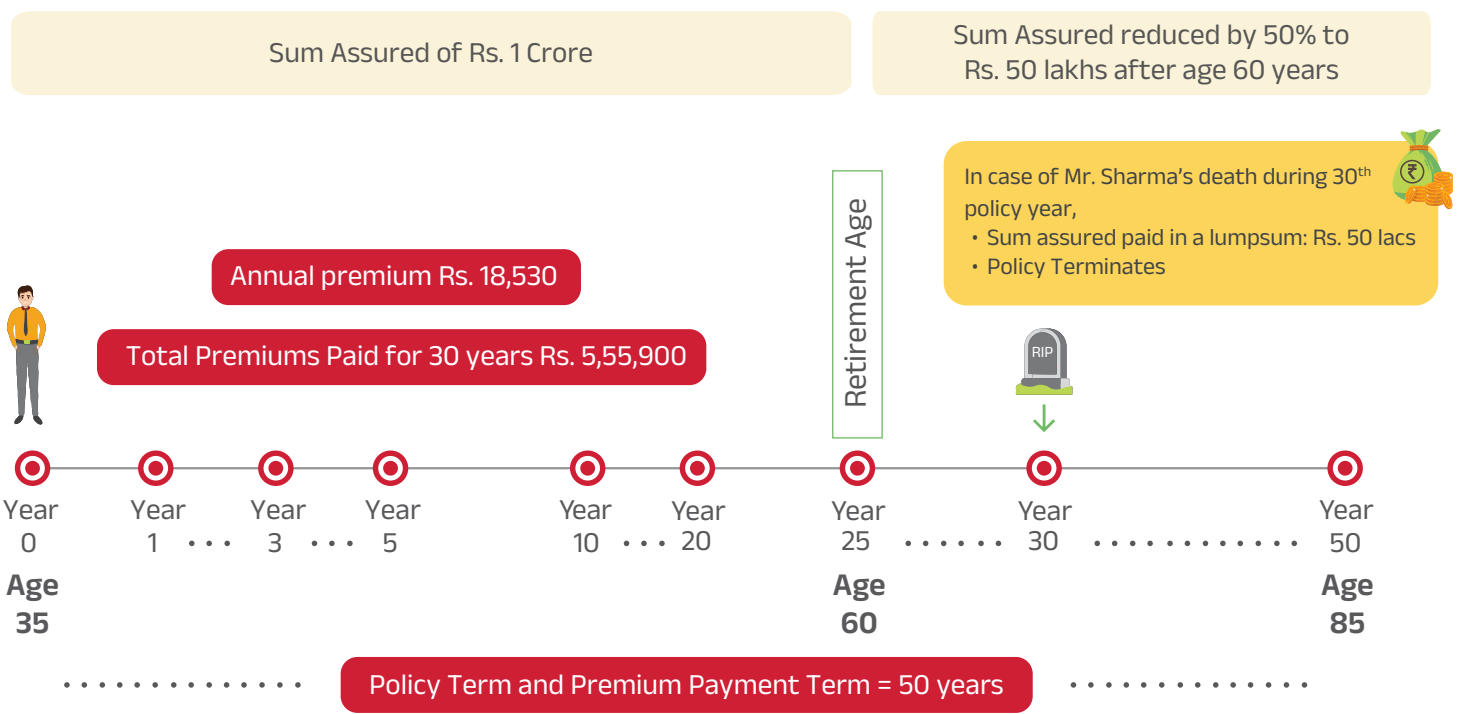 Sum Assured of Rs. 1 Crore
Sum Assured reduced by 50% to
Rs. 50 lakhs after age 60 years
In case of Mr. Sharma's death during 30th
policy year,
• Sum assured paid in a lumpsum: Rs. 50 lacs
• Policy Terminates
₹
Retirement Age
Annual premium Rs. 18,530
Total Premiums Paid for 30 years Rs. 5,55,900
RIP
Year Year Year Year Year Year Year Year Year
0 1 ... 3 ... 5 10 ... 20 25 ...... 30 ............ 50
Age Age Age
35 60 85
Policy Term and Premium Payment Term = 50 years